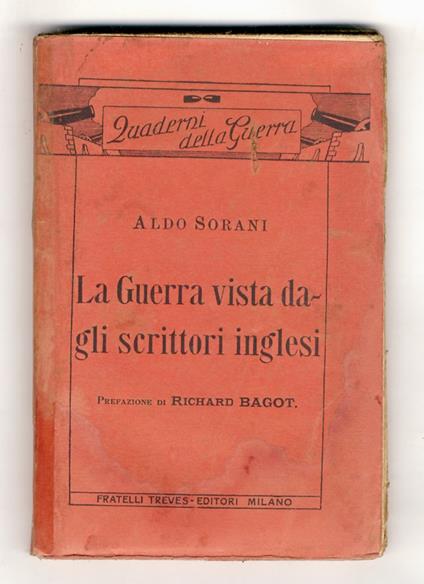 Quaderni
della Guerra
ALDO SORANI
La Guerra vista da-
gli scrittori inglesi
PREFAZIONE DI RICHARD BAGOT.
FRATELLI TREVES-EDITORI MILANO